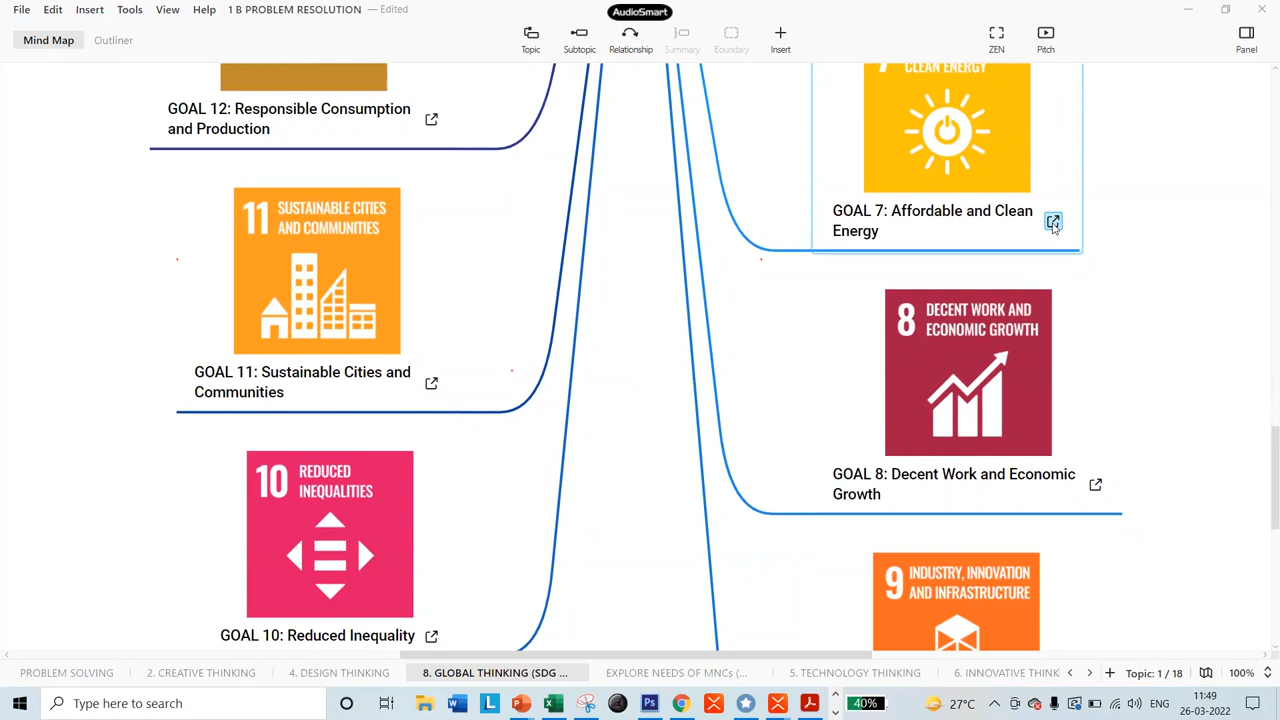 File Edit Insert Tools View Help 1 B PROBLEM RESOLUTION — Edited
AudioSmart
Mind Map Outliner
Topic Subtopic Relationship Summary Boundary Insert ZEN Pitch Panel
GOAL 12: Responsible Consumption
and Production
11 SUSTAINABLE CITIES
AND COMMUNITIES
GOAL 11: Sustainable Cities and
Communities
10 REDUCED
INEQUALITIES
GOAL 10: Reduced Inequality
CLEAN ENERGY
GOAL 7: Affordable and Clean
Energy
8 DECENT WORK AND
ECONOMIC GROWTH
GOAL 8: Decent Work and Economic
Growth
9 INDUSTRY, INNOVATION
AND INFRASTRUCTURE
PROBLEM SOLVING 2. CREATIVE THINKING 4. DESIGN THINKING 8. GLOBAL THINKING (SDG ... EXPLORE NEEDS OF MNCs (... 5. TECHNOLOGY THINKING 6. INNOVATIVE THINK Topic: 1 / 18 100%
Type here to search 40% 27°C ENG 11:49
26-03-2022